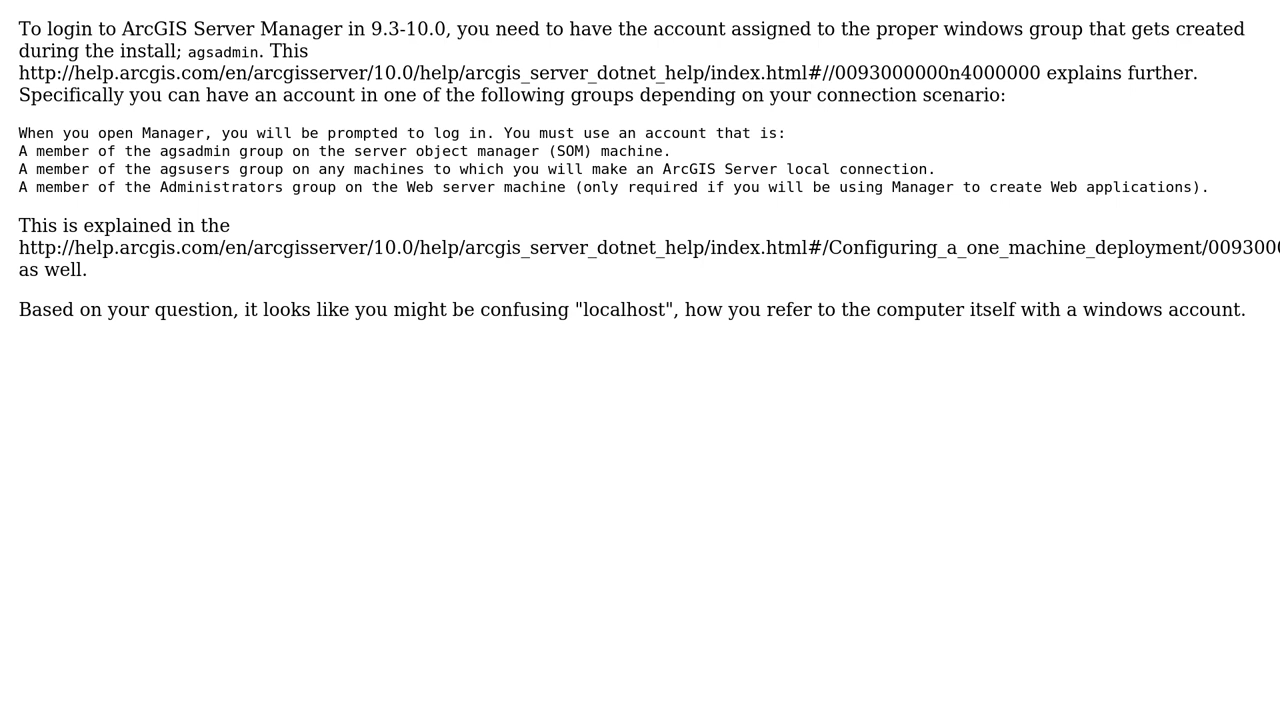 To login to ArcGIS Server Manager in 9.3-10.0, you need to have the account assigned to the proper windows group that gets created
during the install; agsadmin. This
http://help.arcgis.com/en/arcgisserver/10.0/help/arcgis_server_dotnet_help/index.html#//0093000000n4000000 explains further.
Specifically you can have an account in one of the following groups depending on your connection scenario:
When you open Manager, you will be prompted to log in. You must use an account that is:
A member of the agsadmin group on the server object manager (SOM) machine.
A member of the agsusers group on any machines to which you will make an ArcGIS Server local connection.
A member of the Administrators group on the Web server machine (only required if you will be using Manager to create Web applications).
This is explained in the
http://help.arcgis.com/en/arcgisserver/10.0/help/arcgis_server_dotnet_help/index.html#/Configuring_a_one_machine_deployment/0093000
as well.
Based on your question, it looks like you might be confusing "localhost", how you refer to the computer itself with a windows account.